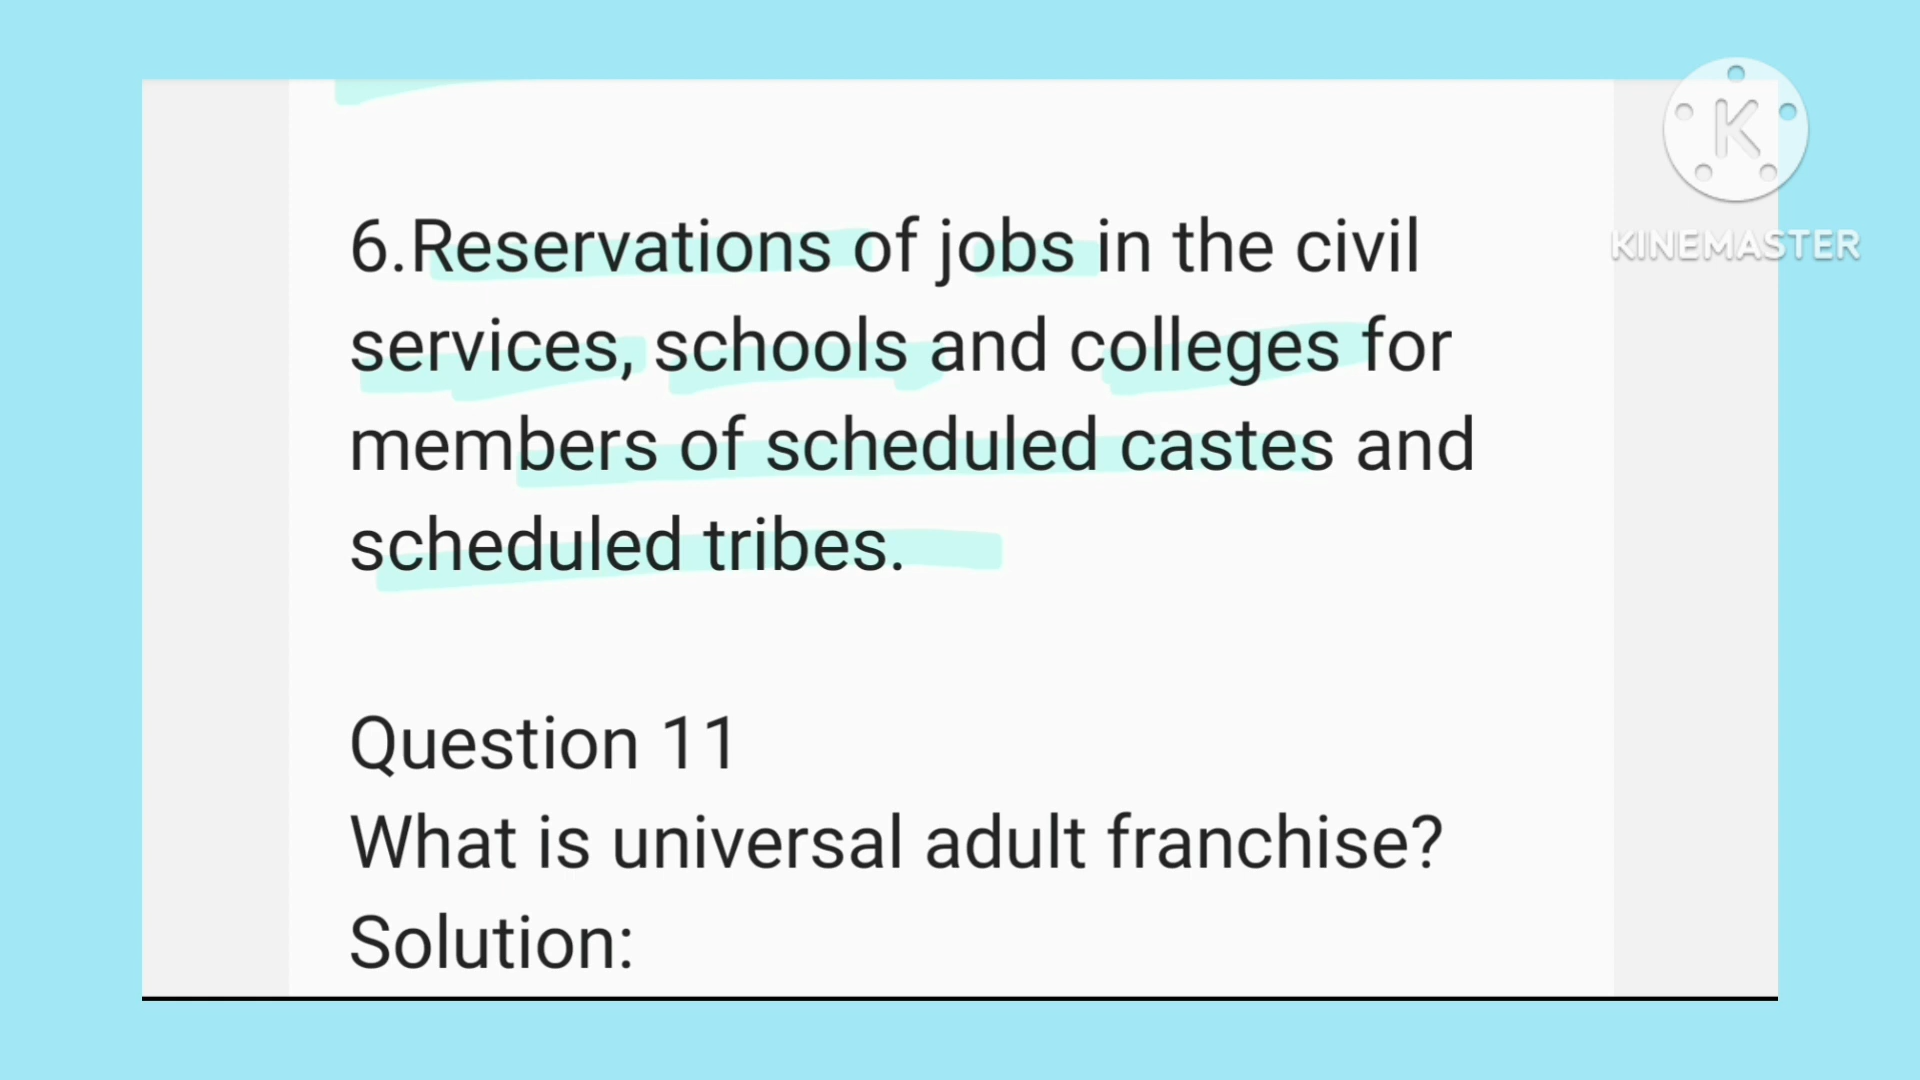 6.Reservations of jobs in the civil
services, schools and colleges for
members of scheduled castes and
scheduled tribes.
Question 11
What is universal adult franchise?
Solution:
K
KINEMASTER